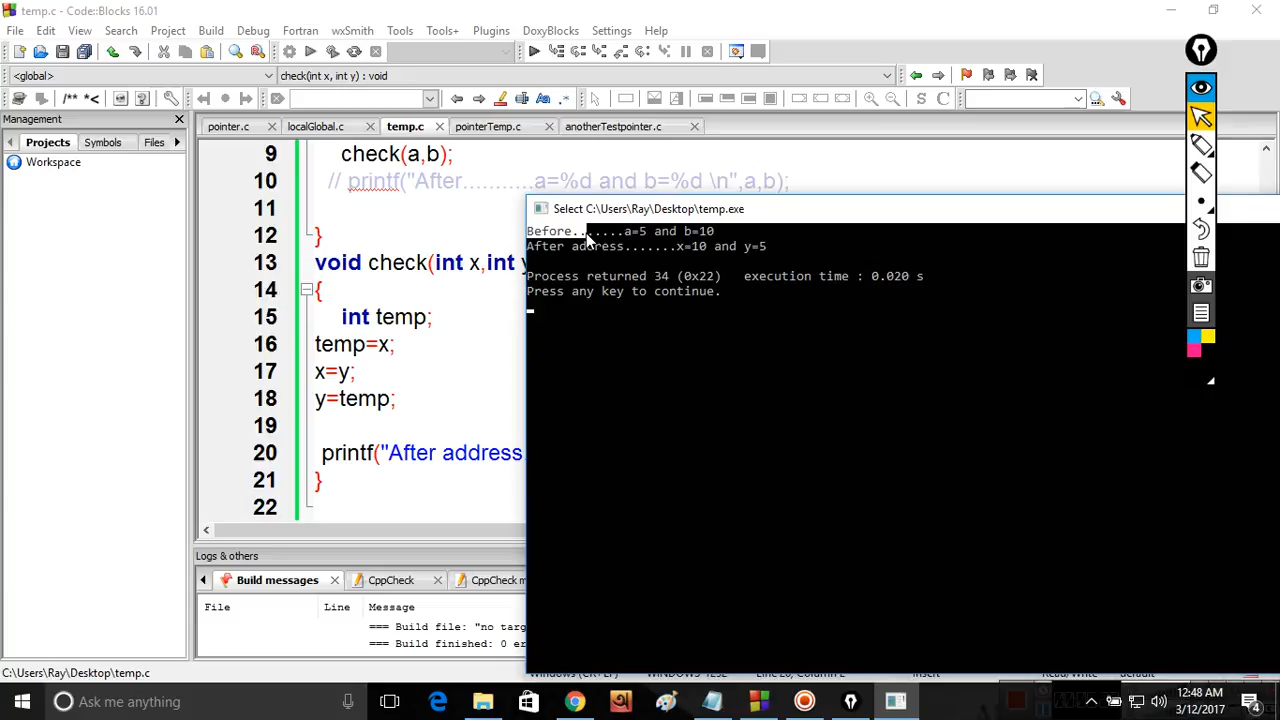 temp.c - Code::Blocks 16.01
File Edit View Search Project Build Debug Fortran wxSmith Tools Tools+ Plugins DoxyBlocks Settings Help
<global> check(int x, int y) : void
/** *< S C
Management
pointer.c localGlobal.c temp.c pointerTemp.c anotherTestpointer.c
Projects Symbols Files
Workspace
9 check(a,b);
10 // printf("After...........a=%d and b=%d \n",a,b);
11
12 }
13 void check(int x,int y
14 {
15 int temp;
16 temp=x;
17 x=y;
18 y=temp;
19
20 printf("After address.
21 }
22
Select C:\Users\Ray\Desktop\temp.exe
Before.......a=5 and b=10
After address.......x=10 and y=5
Process returned 34 (0x22) execution time : 0.020 s
Press any key to continue.
Logs & others
Build messages CppCheck CppCheck m
File Line Message
=== Build file: "no targ
=== Build finished: 0 er
C:\Users\Ray\Desktop\temp.c
Ask me anything
12:48 AM
3/12/2017
4